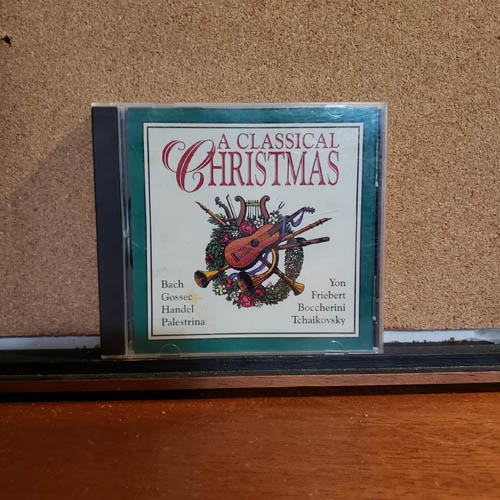 A CLASSICAL
CHRISTMAS
Bach
Gossec
Handel
Palestrina
Yon
Friebert
Boccherini
Tchaikovsky